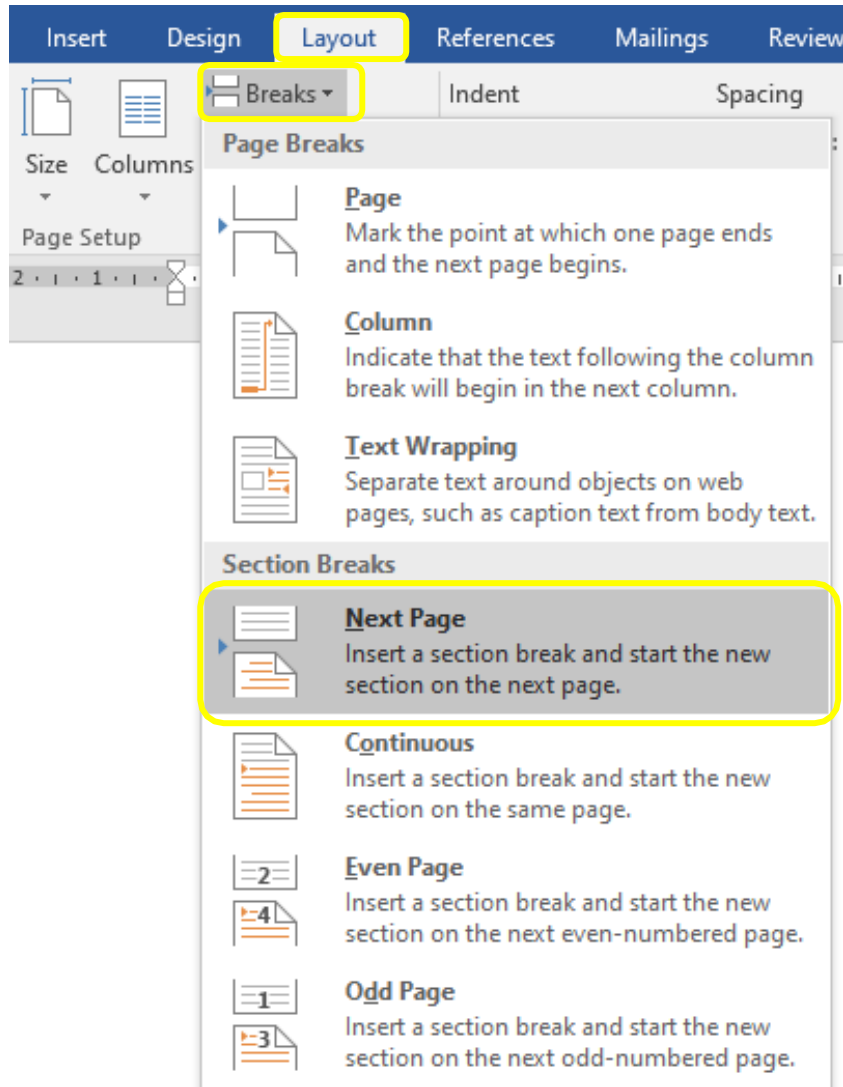 Insert Design Layout References Mailings Review
Breaks Indent Spacing
Size Columns
Page Setup
2 1
Page Breaks
Page
Mark the point at which one page ends
and the next page begins.
Column
Indicate that the text following the column
break will begin in the next column.
Text Wrapping
Separate text around objects on web
pages, such as caption text from body text.
Section Breaks
Next Page
Insert a section break and start the new
section on the next page.
Continuous
Insert a section break and start the new
section on the same page.
2
4
Even Page
Insert a section break and start the new
section on the next even-numbered page.
1
3
Odd Page
Insert a section break and start the new
section on the next odd-numbered page.